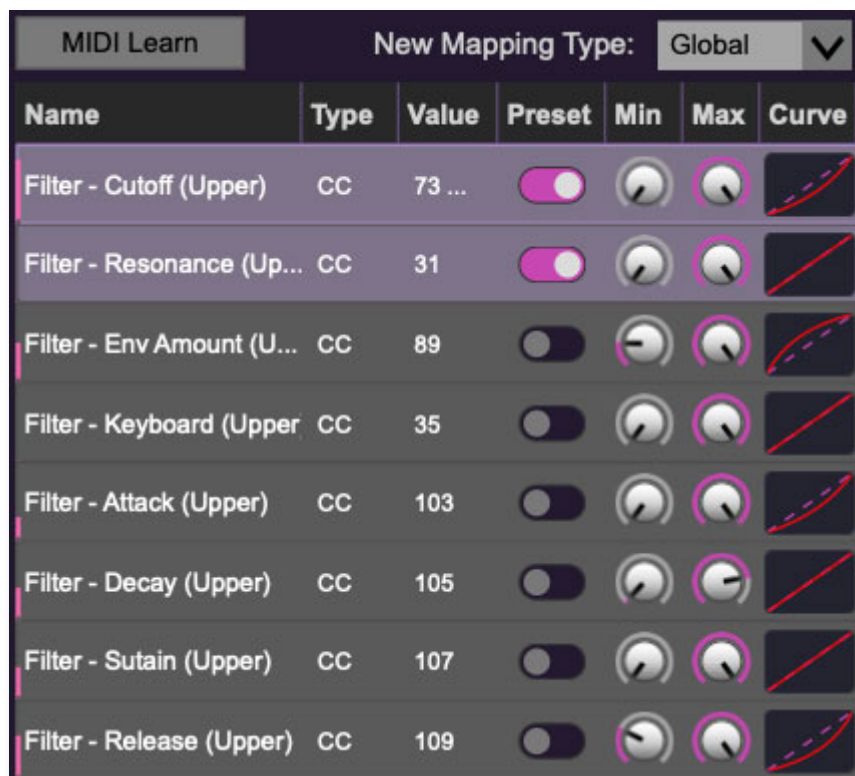 MIDI Learn New Mapping Type: Global
Name Type Value Preset Min Max Curve
Filter - Cutoff (Upper) CC 73 ...
Filter - Resonance (Up... CC 31
Filter - Env Amount (U... CC 89
Filter - Keyboard (Upper CC 35
Filter - Attack (Upper) CC 103
Filter - Decay (Upper) CC 105
Filter - Sutain (Upper) CC 107
Filter - Release (Upper) CC 109